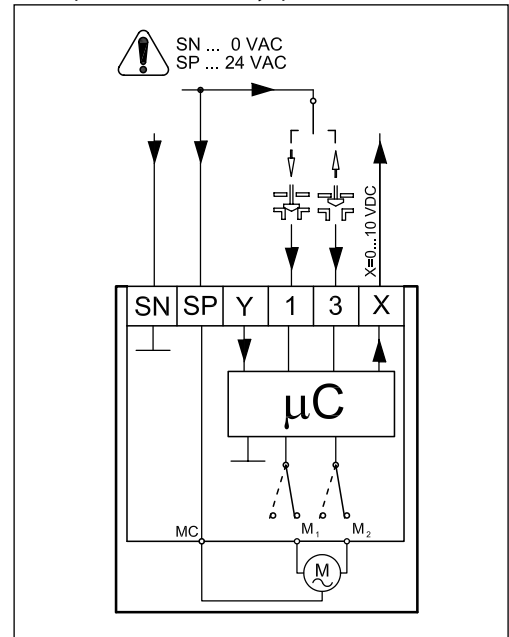 SN ... 0 VAC
SP ... 24 VAC
X=0...10 VDC
SN SP Y 1 3 X
μC
MC M₁ M₂
M